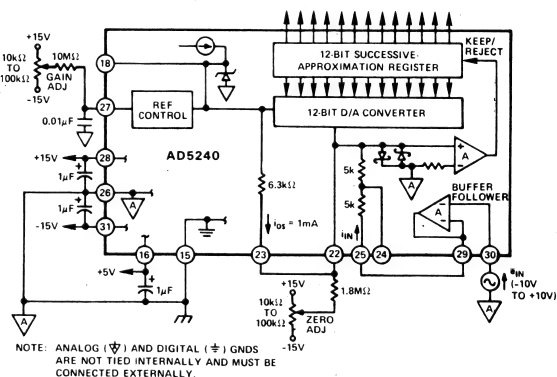 +15V
10kΩ
TO
100kΩ
-15V
10MΩ
GAIN
ADJ
0.01μF
18
27
REF
CONTROL
12-BIT SUCCESSIVE-
APPROXIMATION REGISTER
KEEP/
REJECT
12-BIT D/A CONVERTER
AD5240
+15V
28
1μF
26
A
1μF
-15V
31
6.3kΩ
iOS = 1mA
5k
5k
iIN
A
+
-
A
BUFFER
FOLLOWER
A
-
-
16
15
23
22
25
24
29
30
+5V
1μF
A
+15V
10kΩ
TO
100kΩ
-15V
ZERO
ADJ
1.8MΩ
eIN
(-10V
TO +10V)
A
NOTE: ANALOG (A) AND DIGITAL (⏚) GNDS
ARE NOT TIED INTERNALLY AND MUST BE
CONNECTED EXTERNALLY.